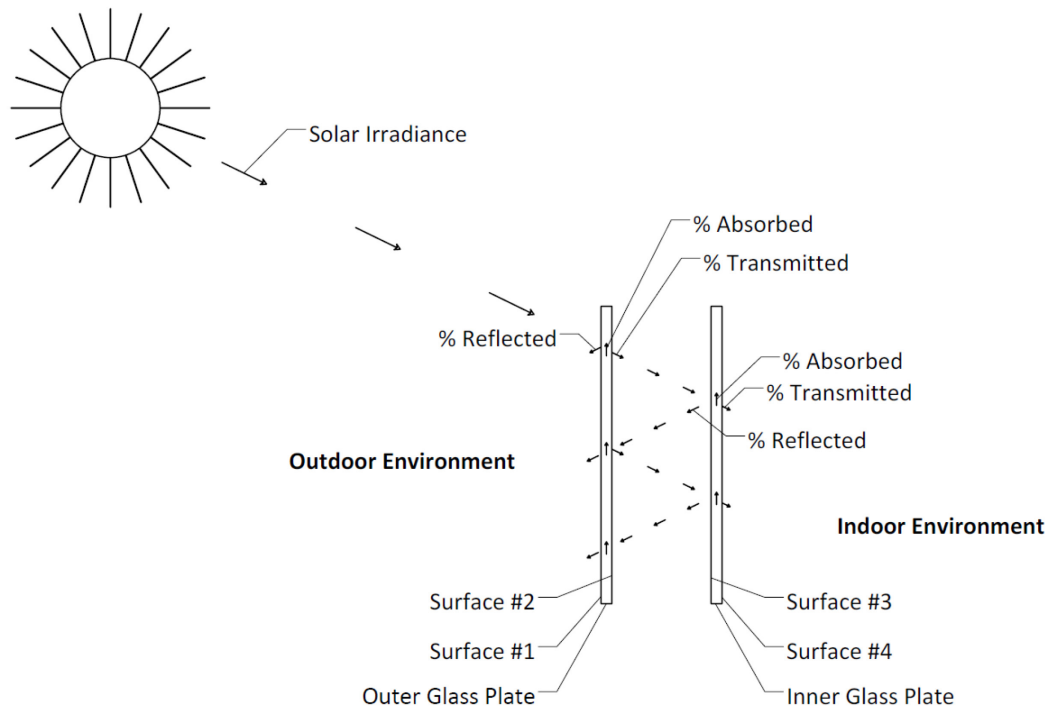 Solar Irradiance
% Absorbed
% Transmitted
% Reflected
% Absorbed
% Transmitted
% Reflected
Outdoor Environment
Indoor Environment
Surface #2
Surface #3
Surface #1
Surface #4
Outer Glass Plate
Inner Glass Plate